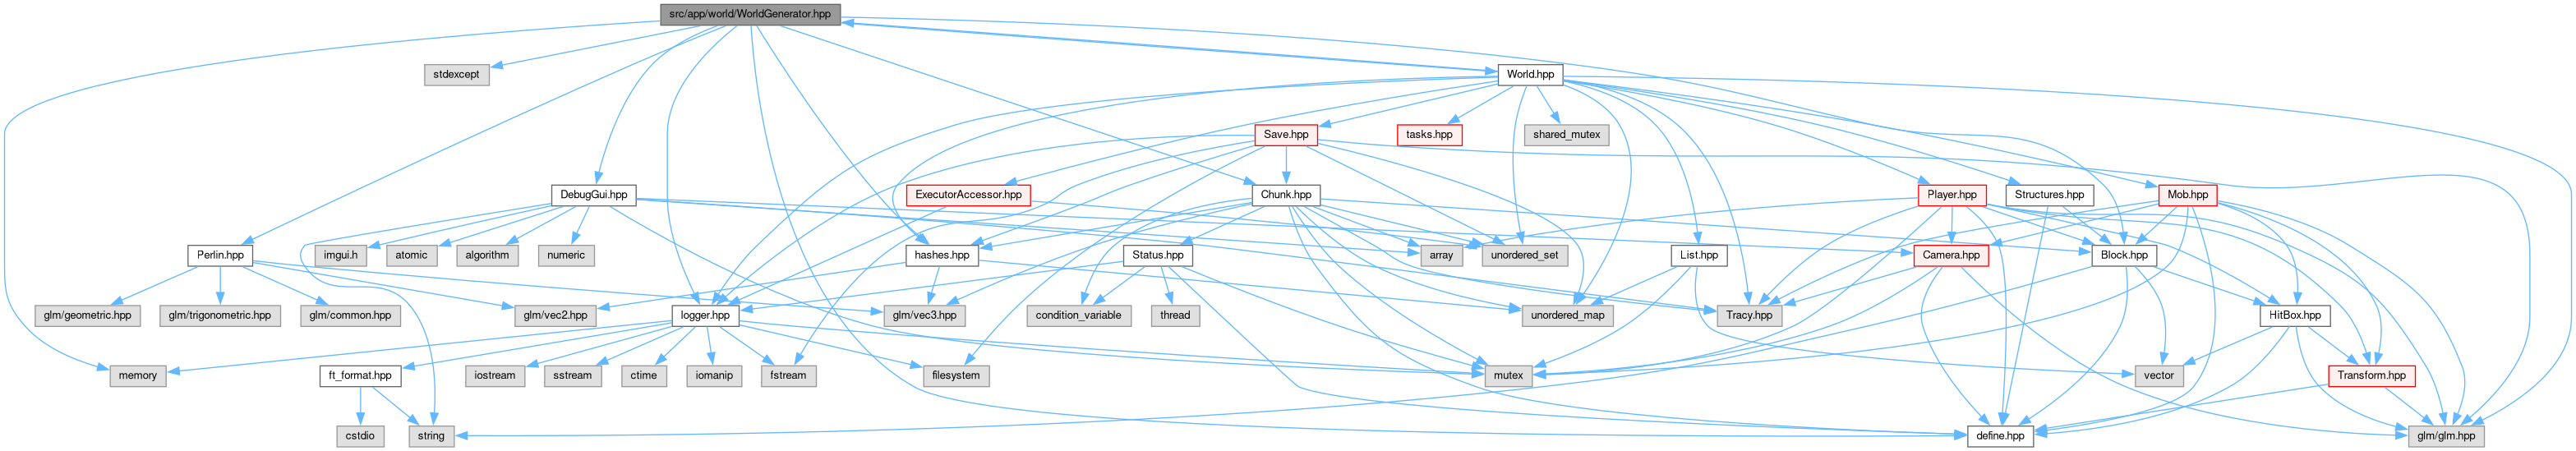 src/app/world/WorldGenerator.hpp
stdexcept
World.hpp
Save.hpp
tasks.hpp
shared_mutex
DebugGui.hpp
ExecutorAccessor.hpp
Chunk.hpp
Player.hpp
Structures.hpp
Mob.hpp
Perlin.hpp
imgui.h
atomic
algorithm
numeric
hashes.hpp
Status.hpp
array
unordered_set
List.hpp
Camera.hpp
Block.hpp
glm/geometric.hpp
glm/trigonometric.hpp
glm/common.hpp
glm/vec2.hpp
logger.hpp
glm/vec3.hpp
condition_variable
thread
unordered_map
Tracy.hpp
HitBox.hpp
memory
ft_format.hpp
iostream
sstream
ctime
iomanip
fstream
filesystem
mutex
vector
Transform.hpp
cstdio
string
define.hpp
glm/glm.hpp